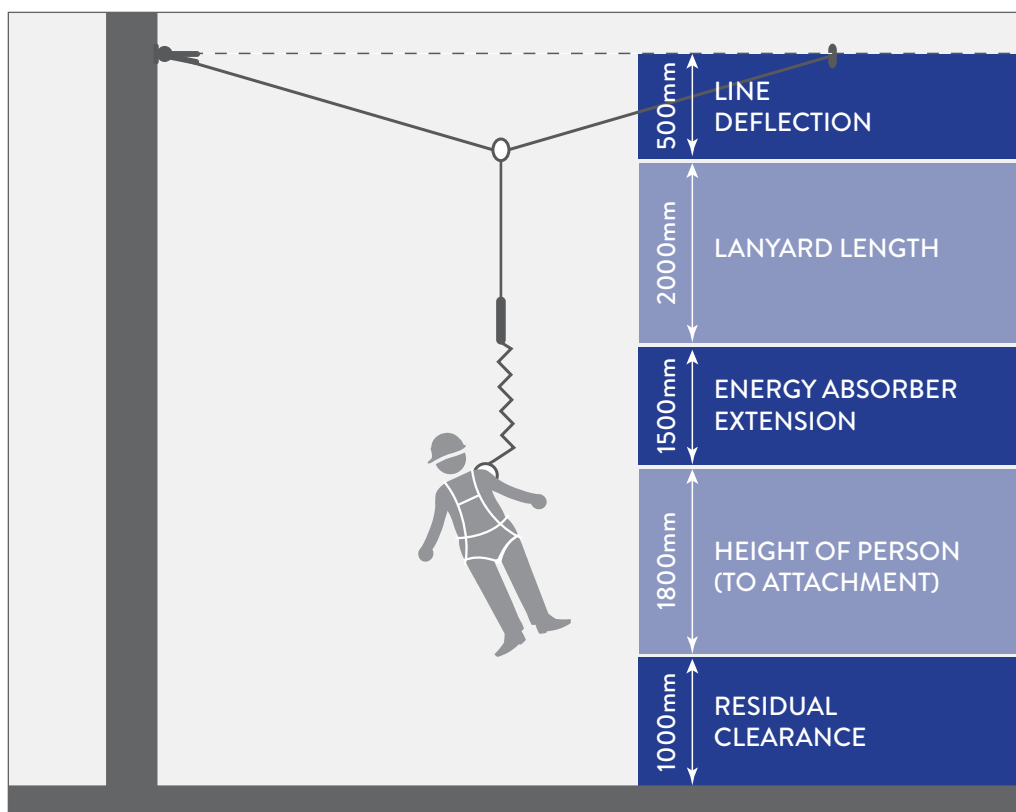 500mm
LINE
DEFLECTION
2000mm
LANYARD LENGTH
1500mm
ENERGY ABSORBER
EXTENSION
1800mm
HEIGHT OF PERSON
(TO ATTACHMENT)
1000mm
RESIDUAL
CLEARANCE